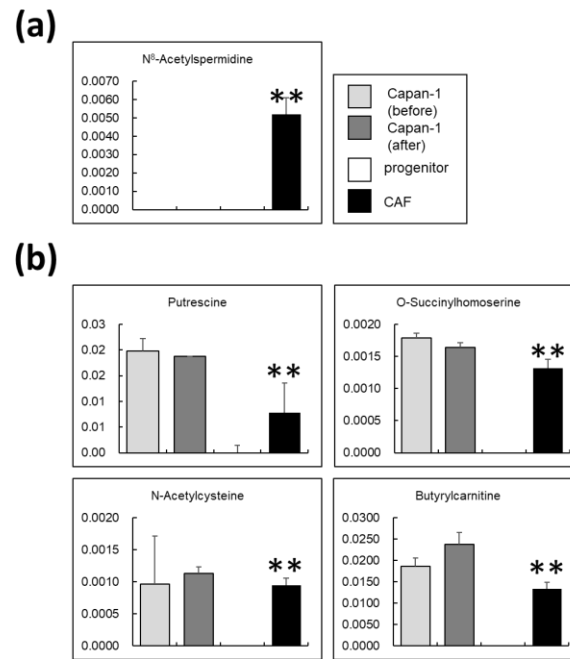 (a)
N⁸-Acetylspermidine
0.0070
0.0060
0.0050
0.0040
0.0030
0.0020
0.0010
0.0000
**
Capan-1
(before)
Capan-1
(after)
progenitor
CAF
(b)
Putrescine
0.03
0.02
0.02
0.01
0.01
0.00
**
O-Succinylhomoserine
0.0020
0.0015
0.0010
0.0005
0.0000
**
N-Acetylcysteine
0.0020
0.0015
0.0010
0.0005
0.0000
**
Butyrylcarnitine
0.0300
0.0250
0.0200
0.0150
0.0100
0.0050
0.0000
**